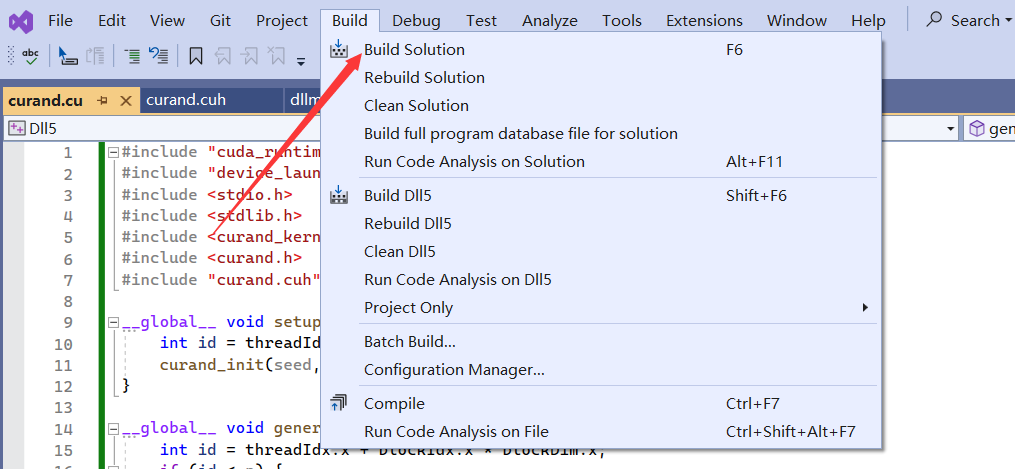 File Edit View Git Project Build Debug Test Analyze Tools Extensions Window Help Search
abc
curand.cu curand.cuh
Dll5
Build Solution F6
Rebuild Solution
Clean Solution
Build full program database file for solution
Run Code Analysis on Solution Alt+F11
Build Dll5 Shift+F6
Rebuild Dll5
Clean Dll5
Run Code Analysis on Dll5
Project Only
Batch Build...
Configuration Manager...
Compile Ctrl+F7
Run Code Analysis on File Ctrl+Shift+Alt+F7
1 #include "cuda_runtim
2 #include "device_laun
3 #include <stdio.h>
4 #include <stdlib.h>
5 #include <curand_kern
6 #include <curand.h>
7 #include "curand.cuh"
8
9 __global__ void setup
10 int id = threadId
11 curand_init(seed,
12 }
13
14 __global__ void gener
15 int id = threadIdx.x + blockIdx.x * blockDim.x;